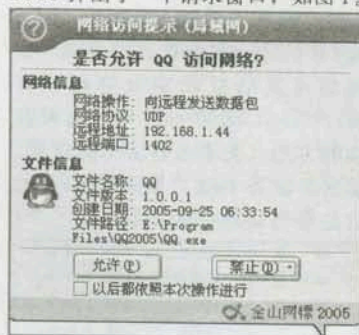 网络访问提示（局域网）
是否允许 QQ 访问网络?
网络信息
网络操作: 向远程发送数据包
网络协议: UDP
远程地址: 192.168.1.44
远程端口: 1402
文件信息
文件名称: QQ
文件版本: 1.0.0.1
创建日期: 2005-09-25 06:33:54
文件路径: E:\Program
Files\QQ2005\QQ.exe
允许(P)
禁止(D)
以后都依照本次操作进行
金山网镖 2005